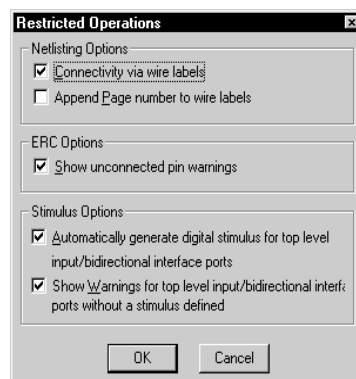 Restricted Operations
Netlisting Options
Connectivity via wire labels
Append Page number to wire labels
ERC Options
Show unconnected pin warnings
Stimulus Options
Automatically generate digital stimulus for top level
input/bidirectional interface ports
Show Warnings for top level input/bidirectional interfa
ports without a stimulus defined
OK
Cancel